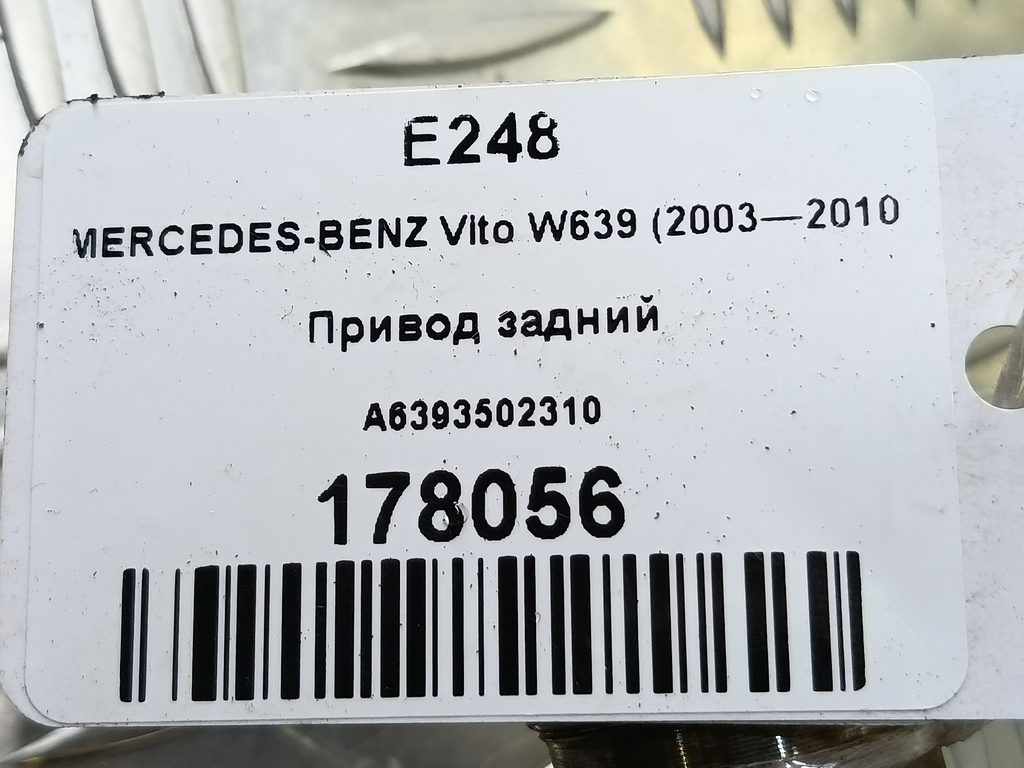 E248
MERCEDES-BENZ Vito W639 (2003—2010
Привод задний
A6393502310
178056